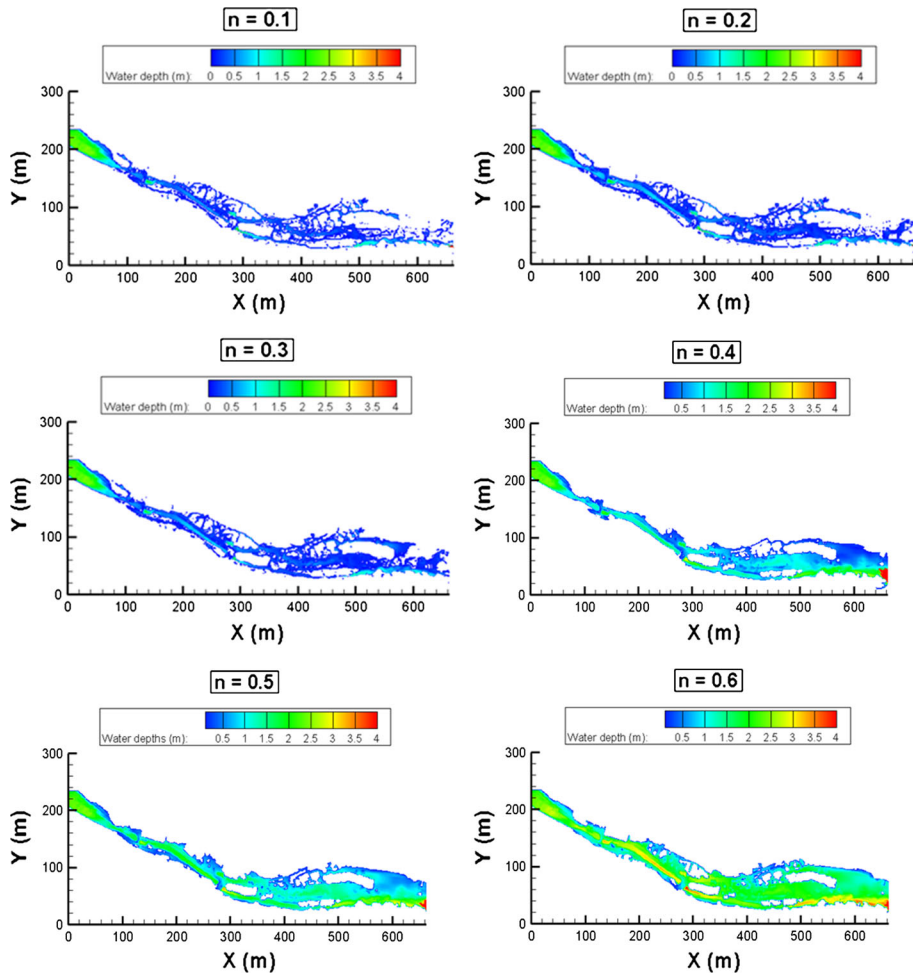 n = 0.1
Water depth (m): 0 0.5 1 1.5 2 2.5 3 3.5 4
300
200
100
0
Y (m)
0 100 200 300 400 500 600
X (m)
n = 0.2
Water depth (m): 0 0.5 1 1.5 2 2.5 3 3.5 4
300
200
100
0
Y (m)
0 100 200 300 400 500 600
X (m)
n = 0.3
Water depth (m): 0 0.5 1 1.5 2 2.5 3 3.5 4
300
200
100
0
Y (m)
0 100 200 300 400 500 600
X (m)
n = 0.4
Water depth (m): 0.5 1 1.5 2 2.5 3 3.5 4
300
200
100
0
Y (m)
0 100 200 300 400 500 600
X (m)
n = 0.5
Water depths (m): 0.5 1 1.5 2 2.5 3 3.5 4
300
200
100
0
Y (m)
0 100 200 300 400 500 600
X (m)
n = 0.6
Water depth (m): 0.5 1 1.5 2 2.5 3 3.5 4
300
200
100
0
Y (m)
0 100 200 300 400 500 600
X (m)